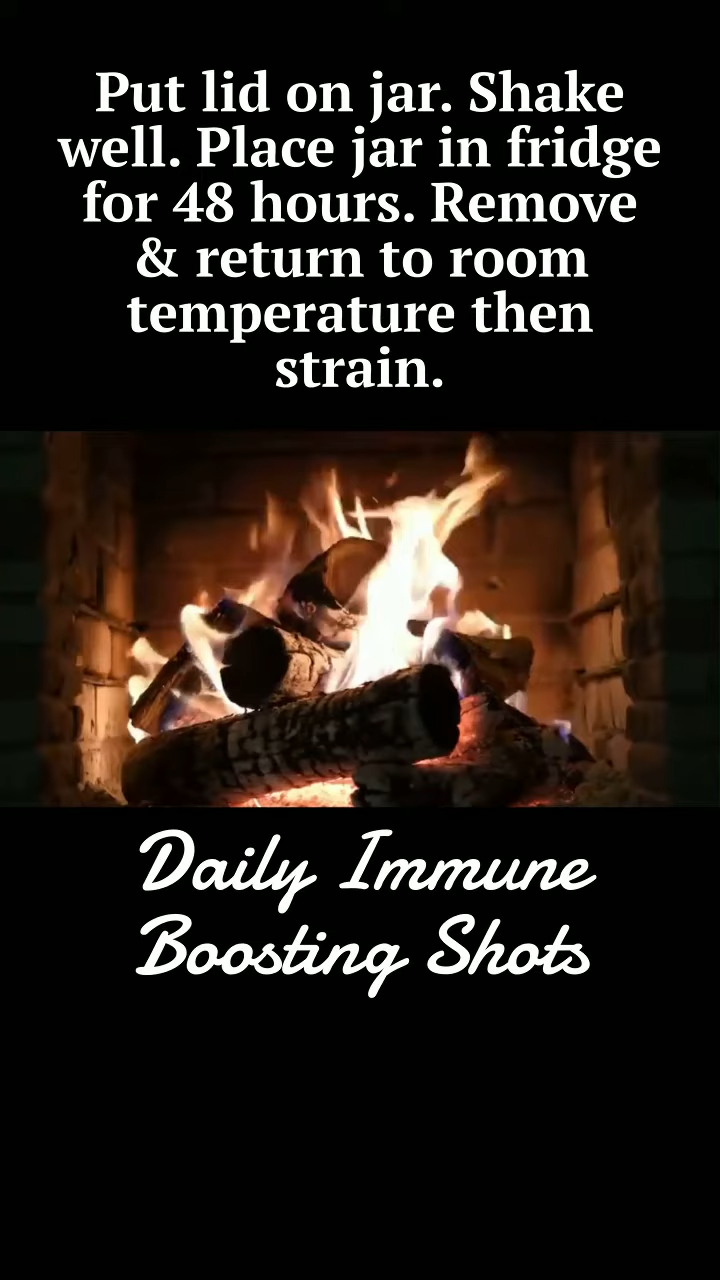 Put lid on jar. Shake
well. Place jar in fridge
for 48 hours. Remove
& return to room
temperature then
strain.
Daily Immune
Boosting Shots